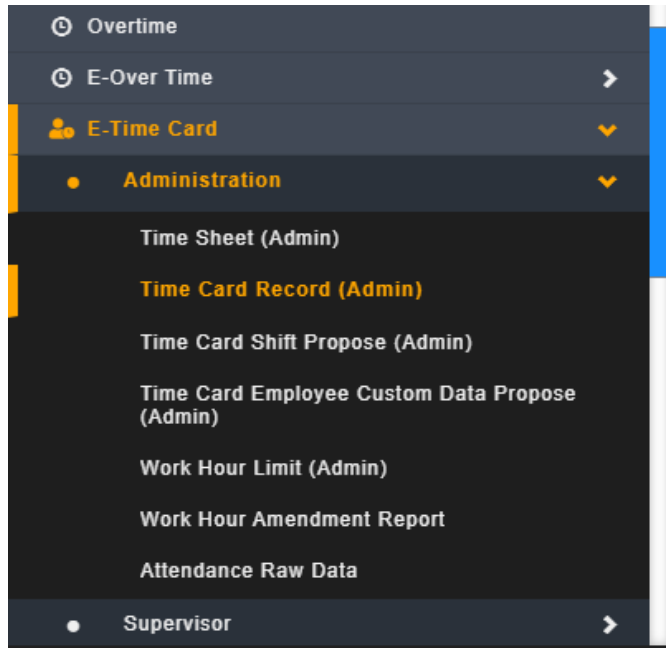 Overtime
E-Over Time
E-Time Card
Administration
Time Sheet (Admin)
Time Card Record (Admin)
Time Card Shift Propose (Admin)
Time Card Employee Custom Data Propose
(Admin)
Work Hour Limit (Admin)
Work Hour Amendment Report
Attendance Raw Data
Supervisor